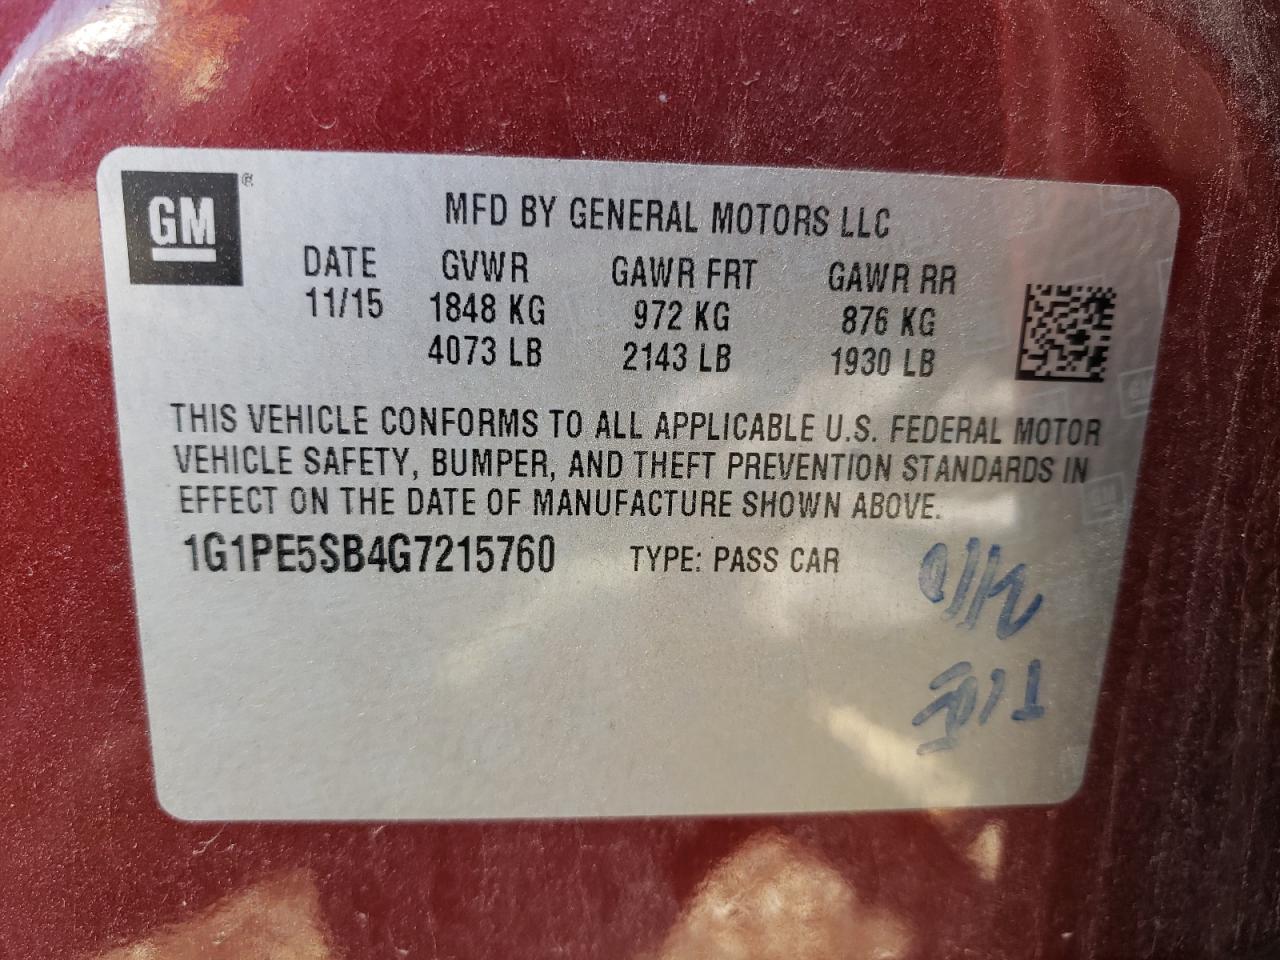 GM®
MFD BY GENERAL MOTORS LLC
DATE GVWR GAWR FRT GAWR RR
11/15 1848 KG 972 KG 876 KG
4073 LB 2143 LB 1930 LB
THIS VEHICLE CONFORMS TO ALL APPLICABLE U.S. FEDERAL MOTOR
VEHICLE SAFETY, BUMPER, AND THEFT PREVENTION STANDARDS IN
EFFECT ON THE DATE OF MANUFACTURE SHOWN ABOVE.
1G1PE5SB4G7215760 TYPE: PASS CAR